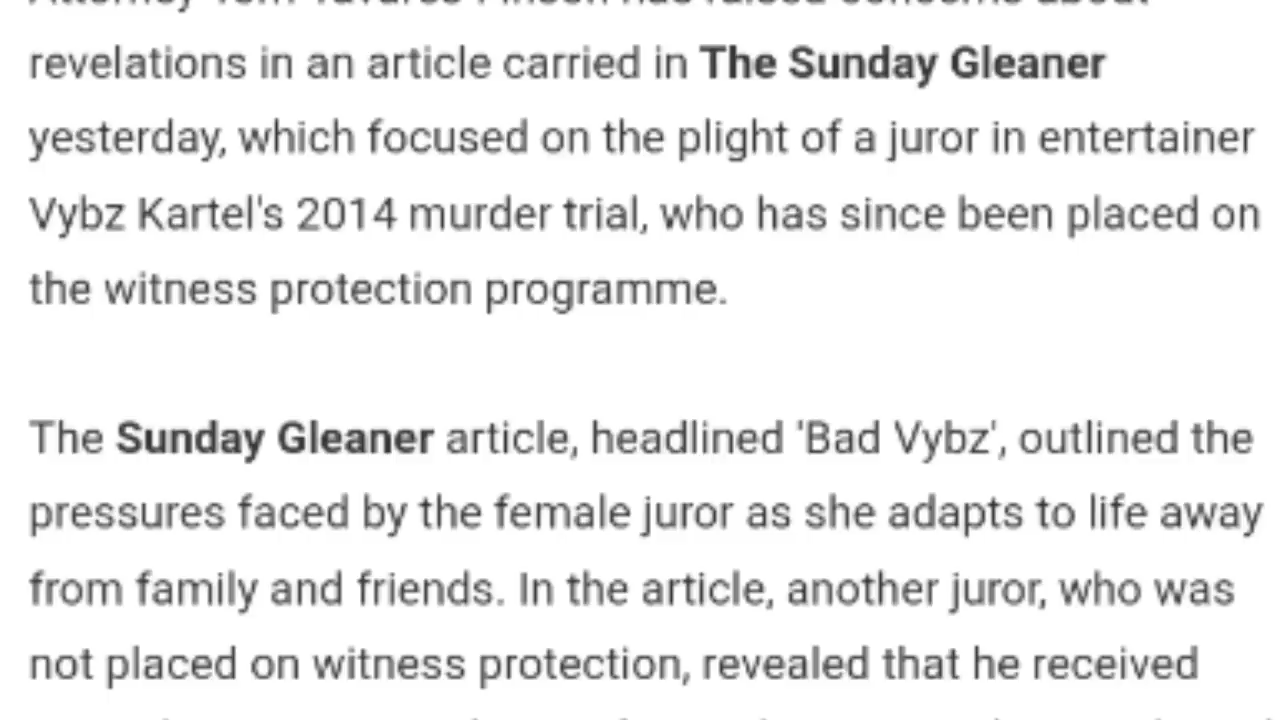 revelations in an article carried in The Sunday Gleaner
yesterday, which focused on the plight of a juror in entertainer
Vybz Kartel's 2014 murder trial, who has since been placed on
the witness protection programme.
The Sunday Gleaner article, headlined 'Bad Vybz', outlined the
pressures faced by the female juror as she adapts to life away
from family and friends. In the article, another juror, who was
not placed on witness protection, revealed that he received